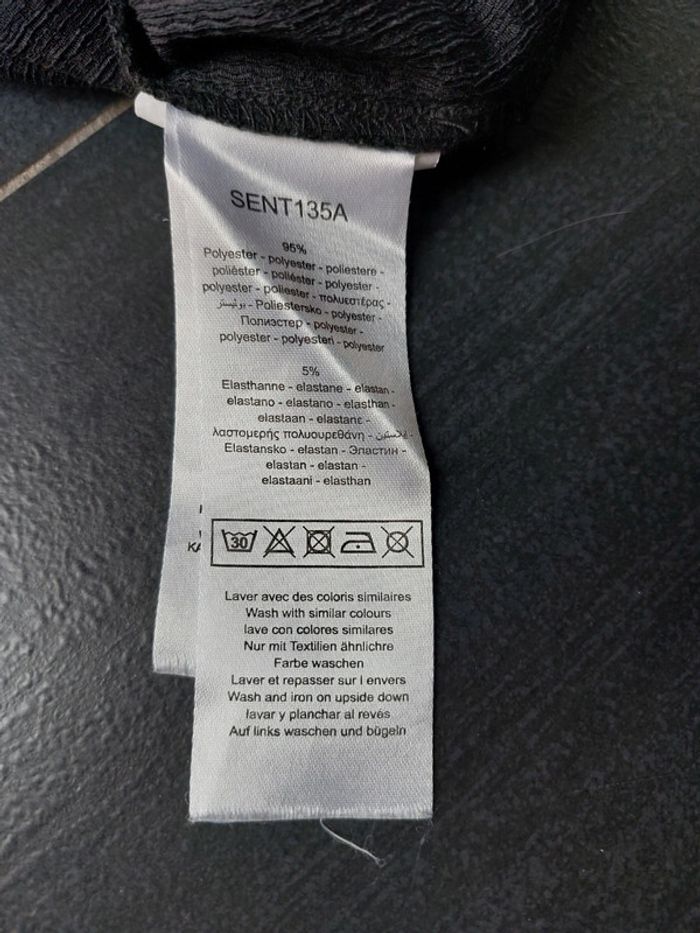 SENT135A
95%
Polyester - polyester - poliestere -
poliéster - poliéster - polyester -
polyester - poliester - πολυεστέρας -
بوليستر - Poliestersko - polyester -
Полиэстер - polyester -
polyester - polyesteri - polyester
5%
Elasthanne - elastane - elastan -
elastano - elastano - elasthan -
elastaan - elastane -
λαστομερής πολυουρεθάνη -
Elastansko - elastan - Эластин -
elastan - elastan -
elastaani - elasthan
30
Laver avec des coloris similaires
Wash with similar colours
lave con colores similares
Nur mit Textilien ähnlichre
Farbe waschen
Laver et repasser sur l envers
Wash and iron on upside down
lavar y planchar al revés
Auf links waschen und bügeln